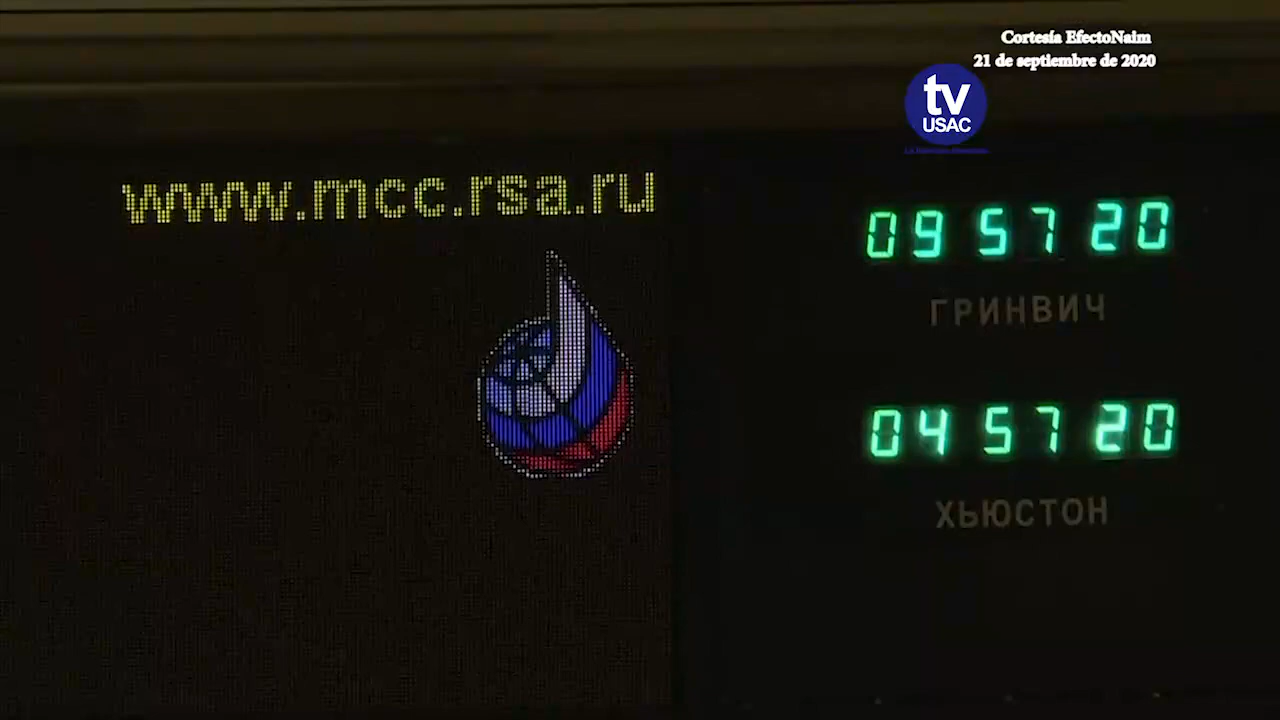 Cortesía EfectoNaim
21 de septiembre de 2020
tv
USAC
www.mcc.rsa.ru
09 57 20
ГРИНВИЧ
04 57 20
ХЬЮСТОН